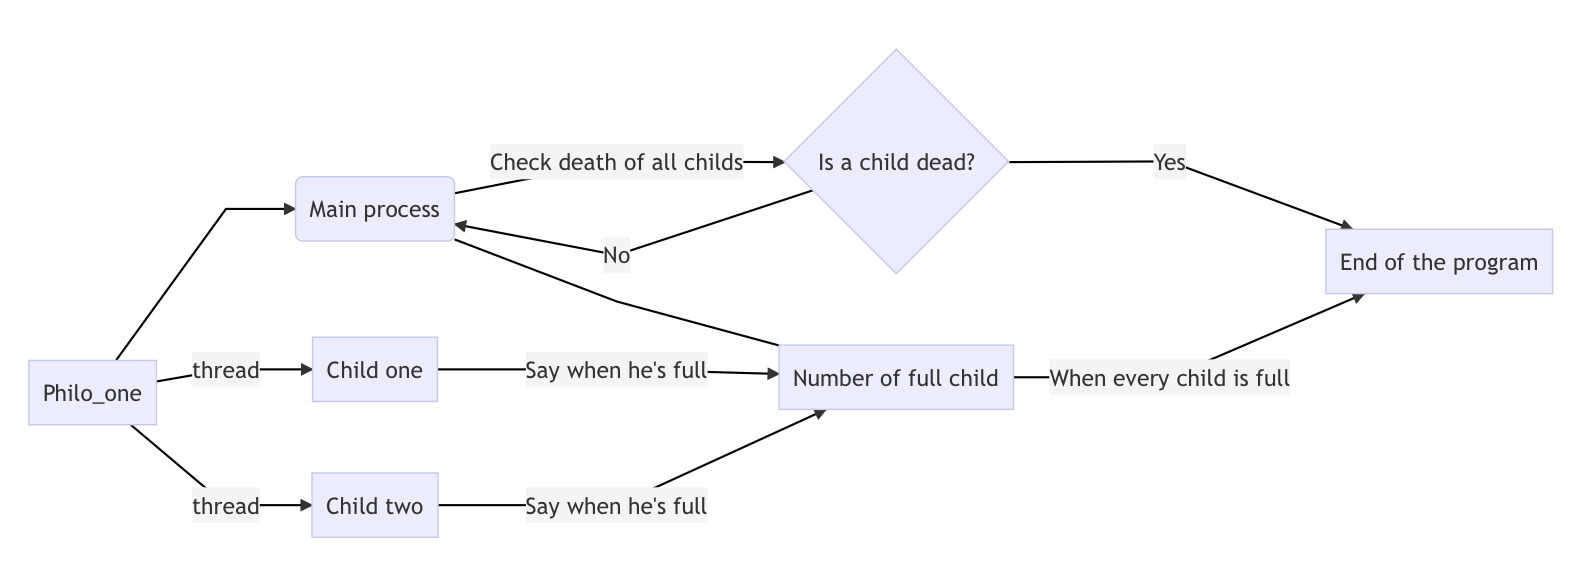 Check death of all childs
Is a child dead?
Yes
Main process
No
End of the program
thread
Child one
Say when he's full
Number of full child
When every child is full
Philo_one
thread
Child two
Say when he's full